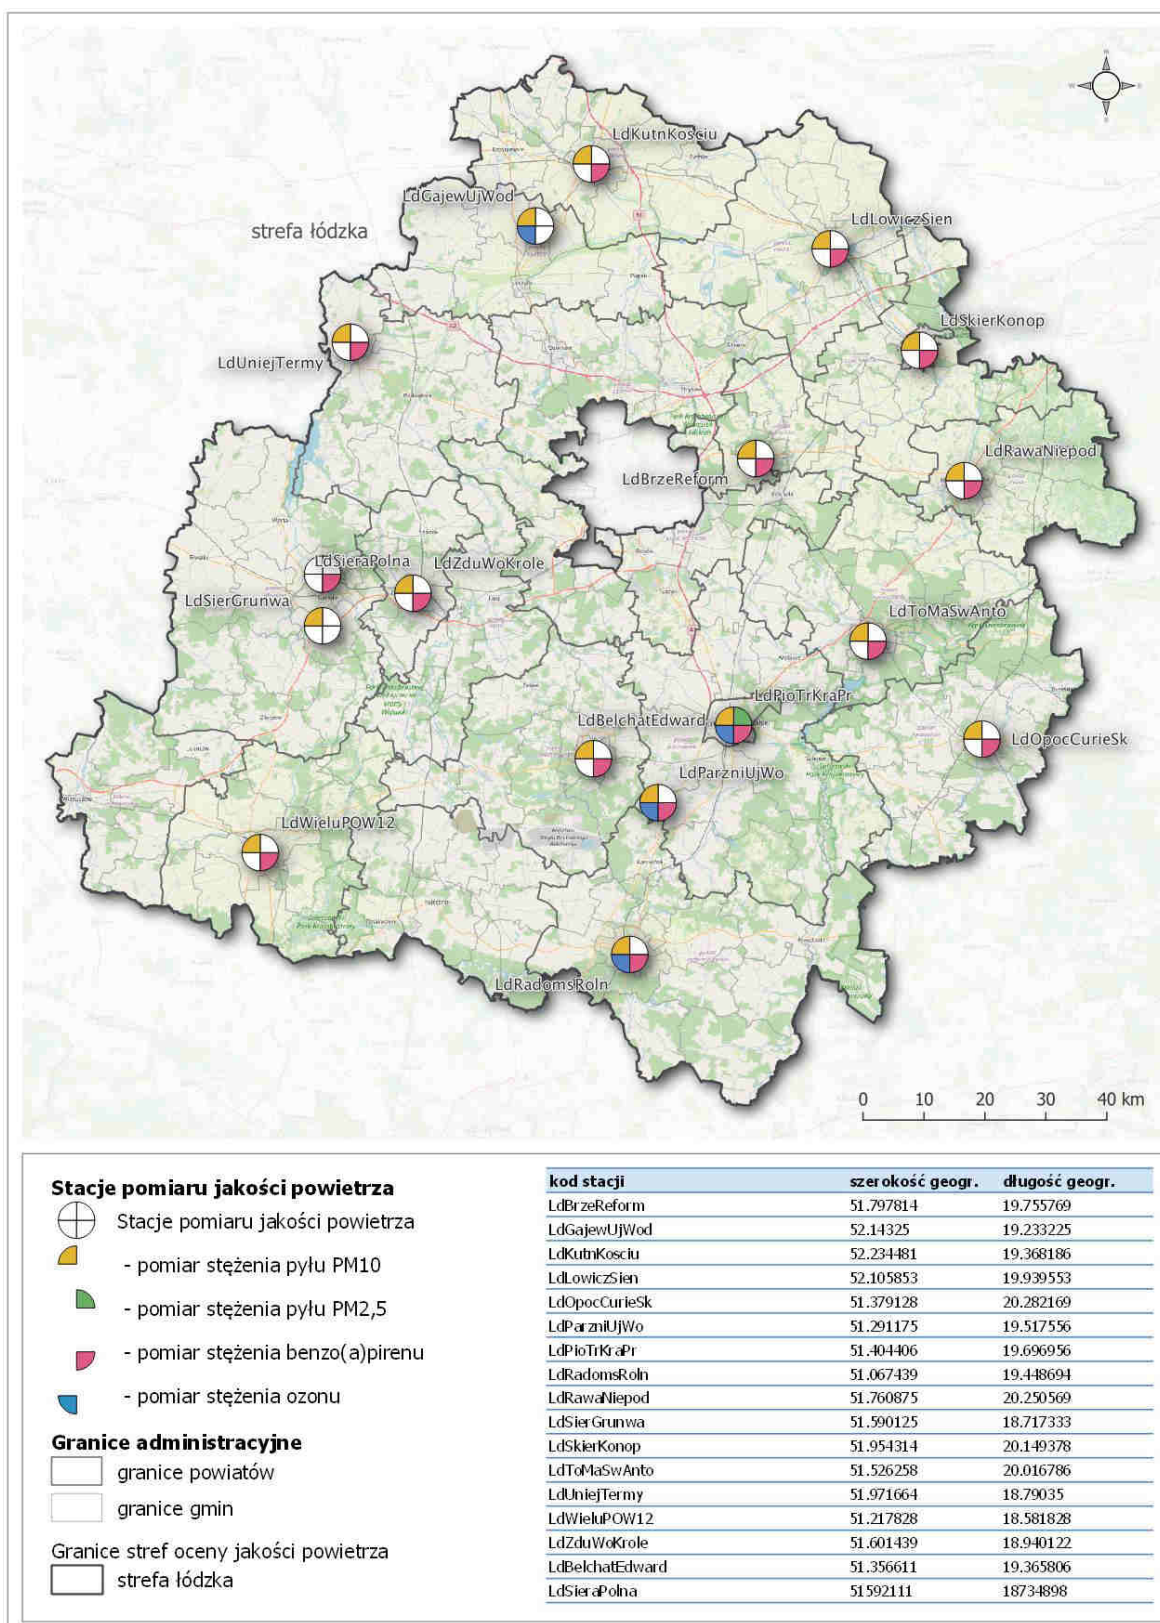 N
W
E
S
LdKutnKosciu
LdGajewUjWod
strefa łódzka
LdLowiczSien
LdSkierKonop
LdUniejTermy
LdRawaNiepod
LdBrzeReform
LdSieraPolna
LdZduWoKrole
LdSierGrunwa
LdToMaSwAnto
LdPioTrKraPr
LdBelchatEdward
LdOpocCurieSk
LdParzniUjWo
LdWieluPOW12
LdRadomsRoln
0 10 20 30 40 km
Stacje pomiaru jakości powietrza
Stacje pomiaru jakości powietrza
- pomiar stężenia pyłu PM10
- pomiar stężenia pyłu PM2,5
- pomiar stężenia benzo(a)pirenu
- pomiar stężenia ozonu
Granice administracyjne
granice powiatów
granice gmin
Granice stref oceny jakości powietrza
strefa łódzka
kod stacji szerokość geogr. długość geogr.
LdBrzeReform 51.797814 19.755769
LdGajewUjWod 52.14325 19.233225
LdKutnKosciu 52.234481 19.368186
LdLowiczSien 52.105853 19.939553
LdOpocCurieSk 51.379128 20.282169
LdParzniUjWo 51.291175 19.517556
LdPioTrKraPr 51.404406 19.696956
LdRadomsRoln 51.067439 19.448694
LdRawaNiepod 51.760875 20.250569
LdSierGrunwa 51.590125 18.717333
LdSkierKonop 51.954314 20.149378
LdToMaSwAnto 51.526258 20.016786
LdUniejTermy 51.971664 18.79035
LdWieluPOW12 51.217828 18.581828
LdZduWoKrole 51.601439 18.940122
LdBelchatEdward 51.356611 19.365806
LdSieraPolna 51592111 18734898